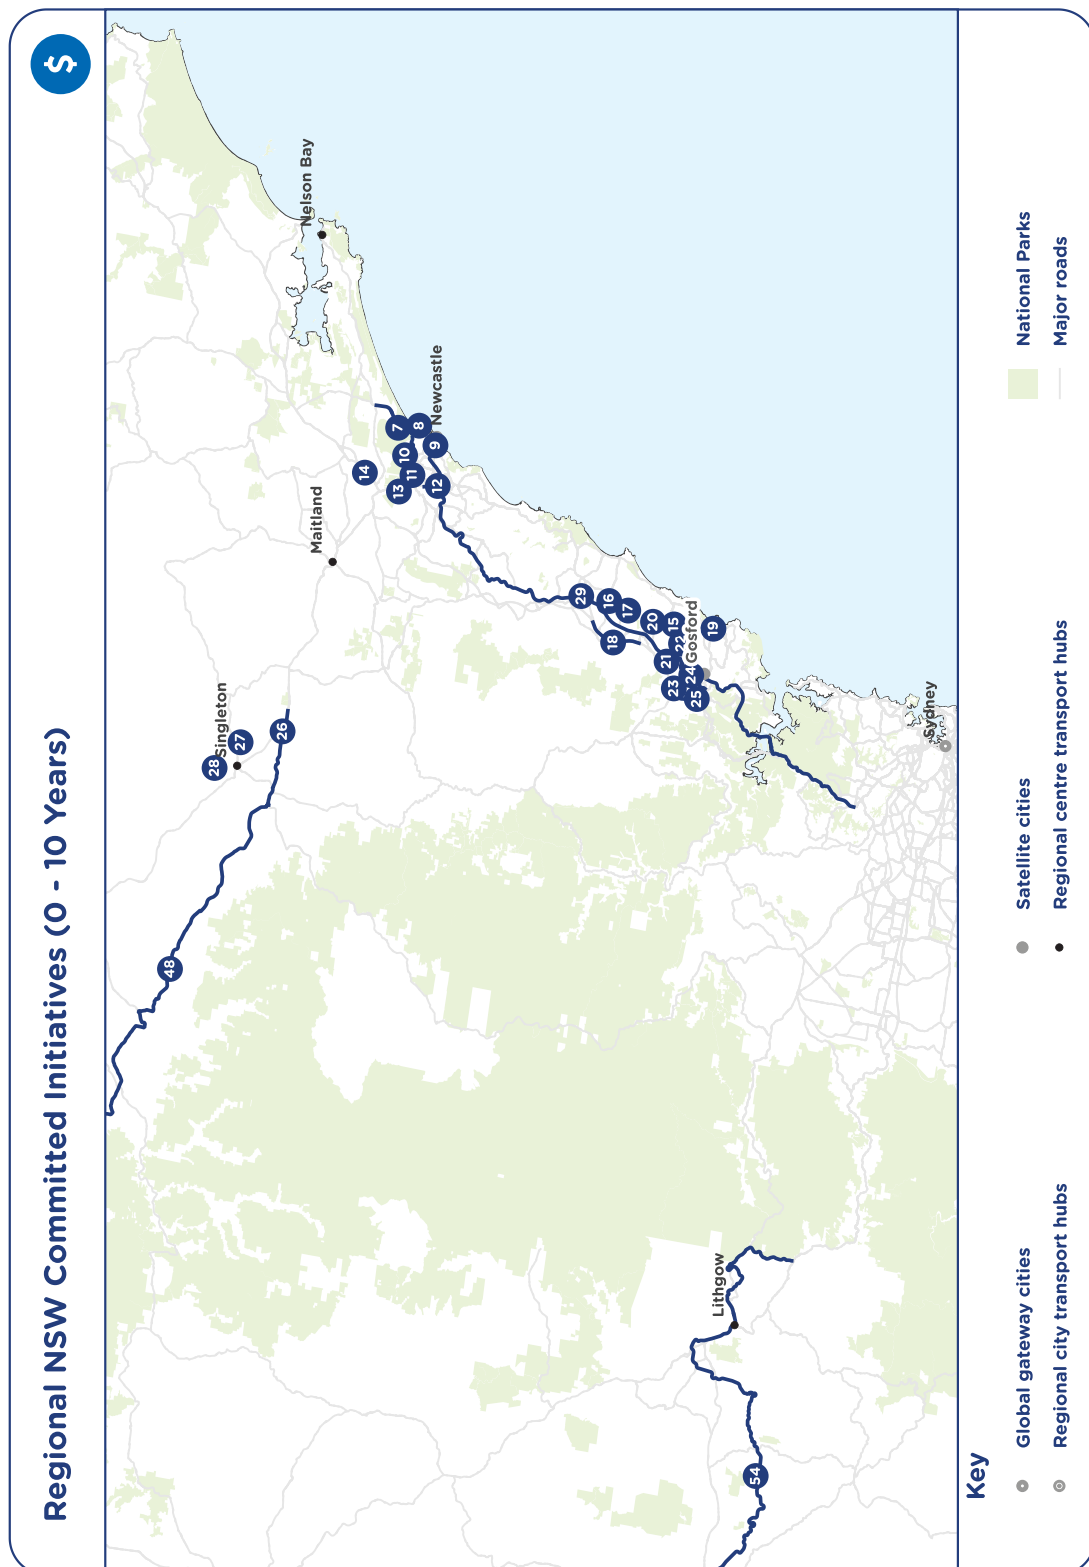 Regional NSW Committed Initiatives (0 - 10 Years)
$
Nelson Bay
Newcastle
Maitland
Singleton
Gosford
Sydney
Lithgow
7
8
9
10
11
12
13
14
29
16
17
18
20
15
19
22
21
24
23
25
26
27
28
48
54
Key
Global gateway cities
Satellite cities
National Parks
Regional city transport hubs
Regional centre transport hubs
Major roads